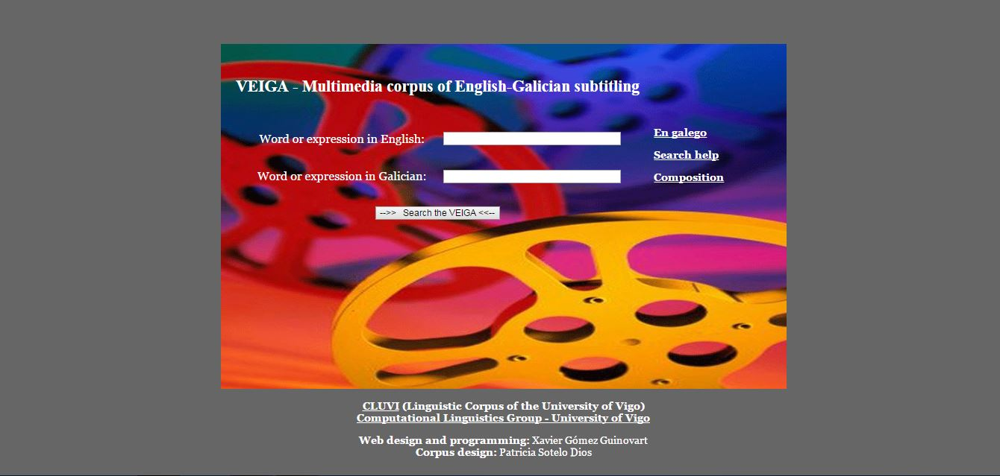 VEIGA - Multimedia corpus of English-Galician subtitling
Word or expression in English:
En galego
Search help
Word or expression in Galician:
Composition
-->> Search the VEIGA <<--
CLUVI (Linguistic Corpus of the University of Vigo)
Computational Linguistics Group - University of Vigo
Web design and programming: Xavier Gómez Guinovart
Corpus design: Patricia Sotelo Dios